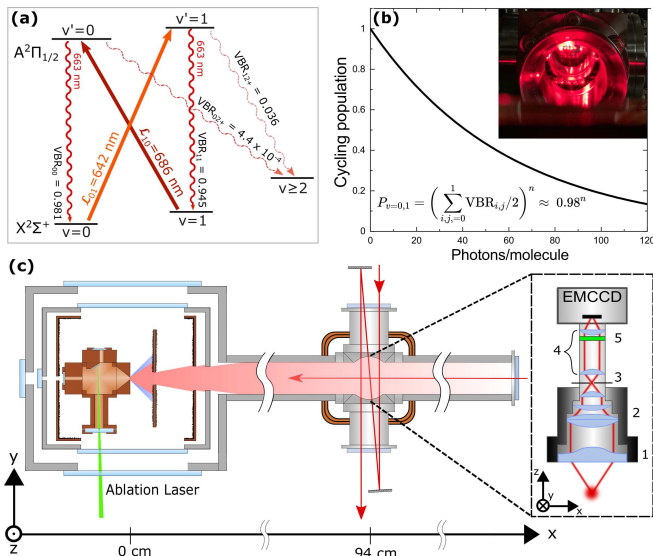 (a)
v'=0
v'=1
A²Π₁/₂
663 nm
663 nm
VBR₁₂₊ = 0.036
VBR₀₂₊ = 4.4 x 10⁻⁴
VBR₀₀ = 0.981
ℒ₀₁=642 nm
ℒ₁₀=686 nm
VBR₁₁ = 0.945
v≥2
X²Σ⁺
v=0
v=1
(b)
Cycling population
1
0.8
0.6
0.4
0.2
0
P_{v=0,1} = ( \sum_{i,j,=0}^{1} VBR_{i,j}/2 )^n ≈ 0.98^n
0 20 40 60 80 100 120
Photons/molecule
(c)
EMCCD
5
4
3
2
1
z
y
x
Ablation Laser
y
z
x
0 cm
94 cm